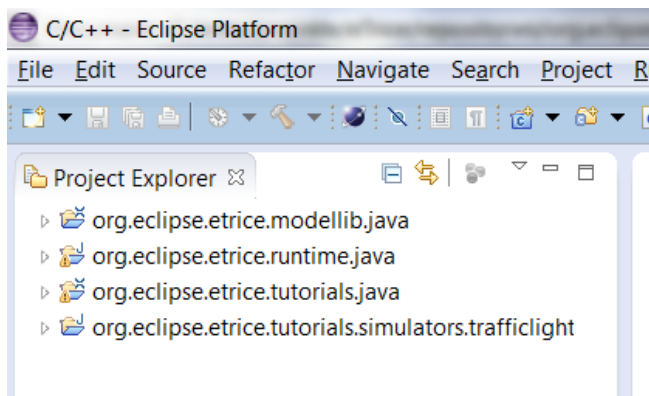 C/C++ - Eclipse Platform
File Edit Source Refactor Navigate Search Project
Project Explorer
org.eclipse.etrice.modellib.java
org.eclipse.etrice.runtime.java
org.eclipse.etrice.tutorials.java
org.eclipse.etrice.tutorials.simulators.trafficlight